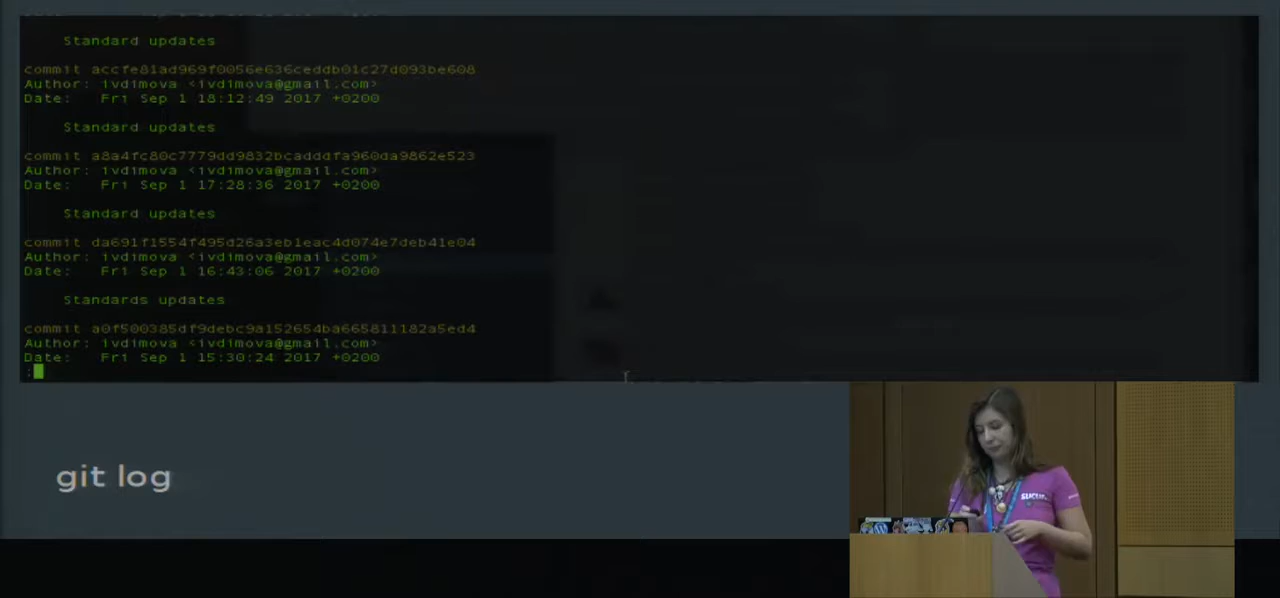 Standard updates
commit accfe81ad969f0056e636ceddb01c27d093be608
Author: ivdimova <ivdimova@gmail.com>
Date: Fri Sep 1 18:12:49 2017 +0200
Standard updates
commit a8a4fc80c7779dd9832bcadddfa960da9862e523
Author: ivdimova <ivdimova@gmail.com>
Date: Fri Sep 1 17:28:36 2017 +0200
Standard updates
commit da691f1554f495d26a3eb1eac4d074e7deb41e04
Author: ivdimova <ivdimova@gmail.com>
Date: Fri Sep 1 16:43:06 2017 +0200
Standards updates
commit a0f500385df9debc9a152654ba665811182a5ed4
Author: ivdimova <ivdimova@gmail.com>
Date: Fri Sep 1 15:30:24 2017 +0200
:
git log